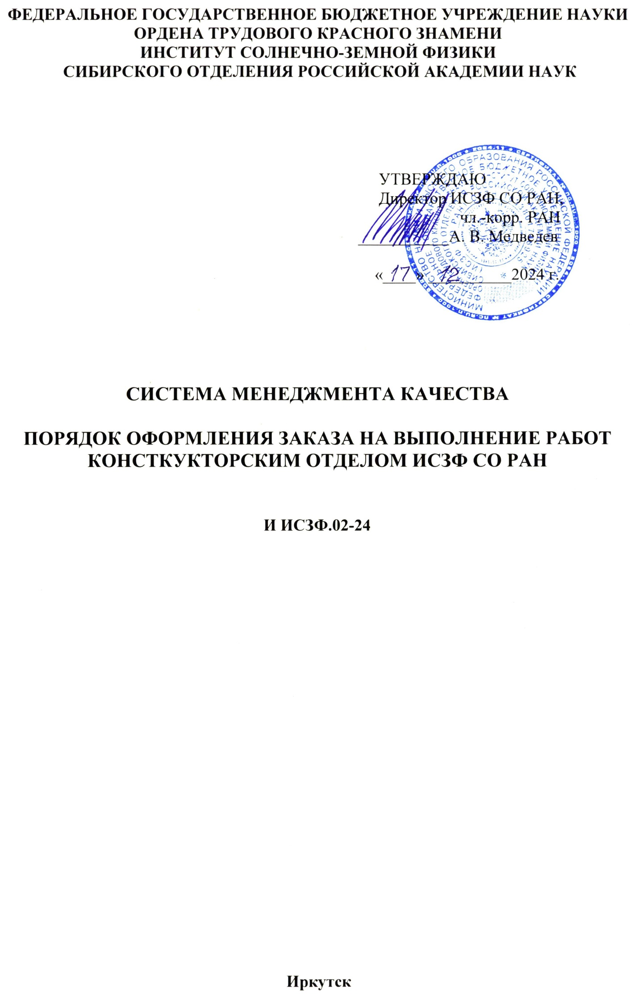 ФЕДЕРАЛЬНОЕ ГОСУДАРСТВЕННОЕ БЮДЖЕТНОЕ УЧРЕЖДЕНИЕ НАУКИ
ОРДЕНА ТРУДОВОГО КРАСНОГО ЗНАМЕНИ
ИНСТИТУТ СОЛНЕЧНО-ЗЕМНОЙ ФИЗИКИ
СИБИРСКОГО ОТДЕЛЕНИЯ РОССИЙСКОЙ АКАДЕМИИ НАУК
УТВЕРЖДАЮ
Директор ИСЗФ СО РАН,
чл.-корр. РАН
А. В. Медведев
«17» 12 2024 г.
СИСТЕМА МЕНЕДЖМЕНТА КАЧЕСТВА
ПОРЯДОК ОФОРМЛЕНИЯ ЗАКАЗА НА ВЫПОЛНЕНИЕ РАБОТ
КОНСТКУКТОРСКИМ ОТДЕЛОМ ИСЗФ СО РАН
И ИСЗФ.02-24
Иркутск